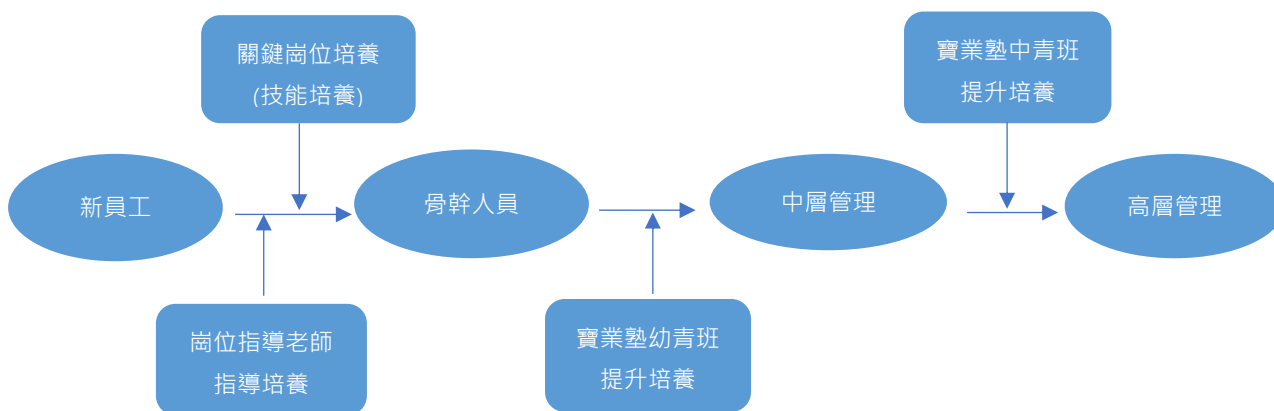 關鍵崗位培養
(技能培養)
寶業塾中青班
提升培養
新員工
骨幹人員
中層管理
高層管理
崗位指導老師
指導培養
寶業塾幼青班
提升培養